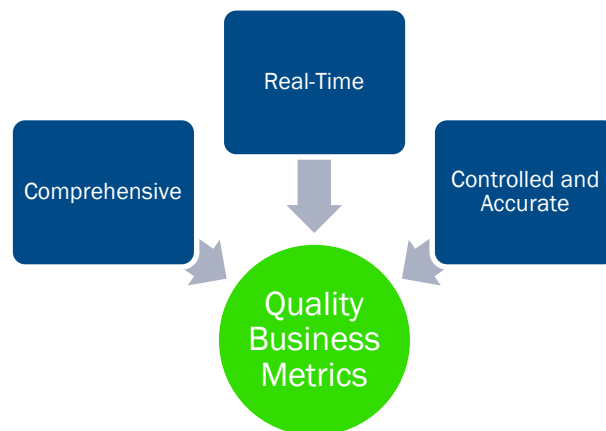 Real-Time
Comprehensive
Controlled and
Accurate
Quality
Business
Metrics